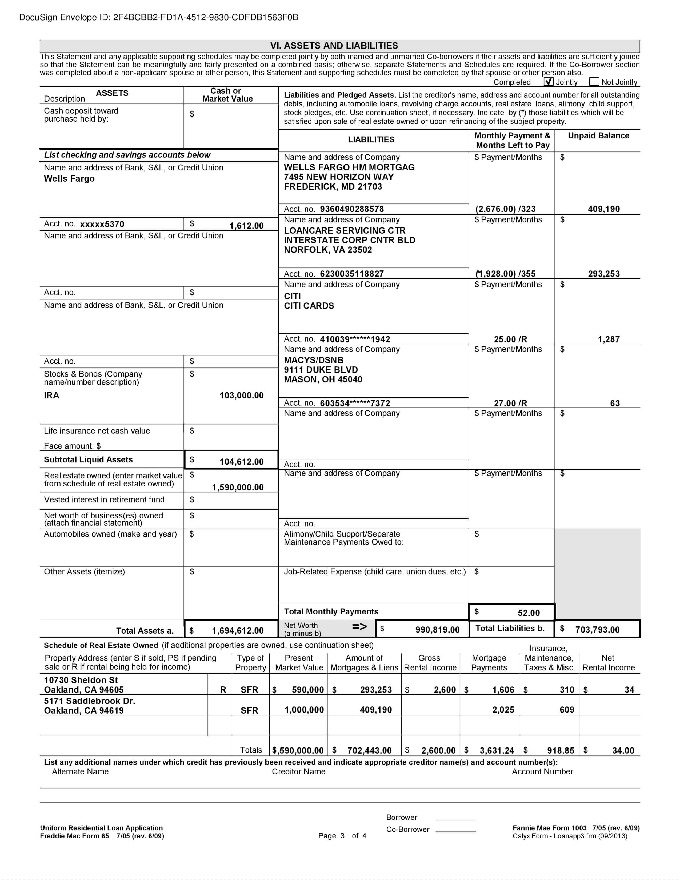 DocuSign Envelope ID: 2F4BCBB2-FD1A-4512-9830-CDFDB1563F0B
VI. ASSETS AND LIABILITIES
This Statement and any applicable supporting schedules may be completed jointly by both married and unmarried Co-borrowers if their assets and liabilities are sufficiently joined
so that the Statement can be meaningfully and fairly presented on a combined basis; otherwise, separate Statements and Schedules are required. If the Co-Borrower section
was completed about a non-applicant spouse or other person, this Statement and supporting schedules must be completed by that spouse or other person also.
Completed ☑ Jointly ☐ Not Jointly
ASSETS
Description
Cash or
Market Value
Cash deposit toward
purchase held by:
$
List checking and savings accounts below
Name and address of Bank, S&L, or Credit Union
Wells Fargo
Acct. no. xxxxx5370 $ 1,612.00
Name and address of Bank, S&L, or Credit Union
Acct. no. $
Name and address of Bank, S&L, or Credit Union
Acct. no. $
Stocks & Bonds (Company
name/number description) $
IRA 103,000.00
Life insurance net cash value $
Face amount $
Subtotal Liquid Assets $ 104,612.00
Real estate owned (enter market value
from schedule of real estate owned) $ 1,590,000.00
Vested interest in retirement fund $
Net worth of business(es) owned
(attach financial statement) $
Automobiles owned (make and year) $
Other Assets (itemize) $
Total Assets a. $ 1,694,612.00
Liabilities and Pledged Assets. List the creditor's name, address and account number for all outstanding
debts, including automobile loans, revolving charge accounts, real estate loans, alimony, child support,
stock pledges, etc. Use continuation sheet, if necessary. Indicate by (*) those liabilities which will be
satisfied upon sale of real estate owned or upon refinancing of the subject property.
LIABILITIES
Monthly Payment &
Months Left to Pay
Unpaid Balance
Name and address of Company $ Payment/Months $
WELLS FARGO HM MORTGAG
7495 NEW HORIZON WAY
FREDERICK, MD 21703
Acct. no. 9360490288578 (2,676.00) /323 409,190
Name and address of Company $ Payment/Months $
LOANCARE SERVICING CTR
INTERSTATE CORP CNTR BLD
NORFOLK, VA 23502
Acct. no. 6230035118827 (*1,928.00) /355 293,253
Name and address of Company $ Payment/Months $
CITI
CITI CARDS
Acct. no. 410039******1942 25.00 /R 1,287
Name and address of Company $ Payment/Months $
MACYS/DSNB
9111 DUKE BLVD
MASON, OH 45040
Acct. no. 603534******7372 27.00 /R 63
Name and address of Company $ Payment/Months $
Acct. no.
Name and address of Company $ Payment/Months $
Acct. no.
Alimony/Child Support/Separate
Maintenance Payments Owed to: $
Job-Related Expense (child care, union dues, etc.) $
Total Monthly Payments $ 52.00
Net Worth
(a minus b) => $ 990,819.00 Total Liabilities b. $ 703,793.00
Schedule of Real Estate Owned (If additional properties are owned, use continuation sheet)
Property Address (enter S if sold, PS if pending
sale or R if rental being held for income)
Type of
Property
Present
Market Value
Amount of
Mortgages & Liens
Gross
Rental Income
Mortgage
Payments
Insurance,
Maintenance,
Taxes & Misc.
Net
Rental Income
10730 Sheldon St
Oakland, CA 94605 R SFR $ 590,000 $ 293,253 $ 2,600 $ 1,606 $ 310 $ 34
5171 Saddlebrook Dr.
Oakland, CA 94619 SFR 1,000,000 409,190 2,025 609
Totals $,590,000.00 $ 702,443.00 $ 2,600.00 $ 3,631.24 $ 918.85 $ 34.00
List any additional names under which credit has previously been received and indicate appropriate creditor name(s) and account number(s):
Alternate Name Creditor Name Account Number
Borrower
Co-Borrower
Uniform Residential Loan Application
Freddie Mac Form 65 7/05 (rev. 6/09)
Page 3 of 4
Fannie Mae Form 1003 7/05 (rev. 6/09)
Calyx Form - Loanapp3.frm (09/2013)